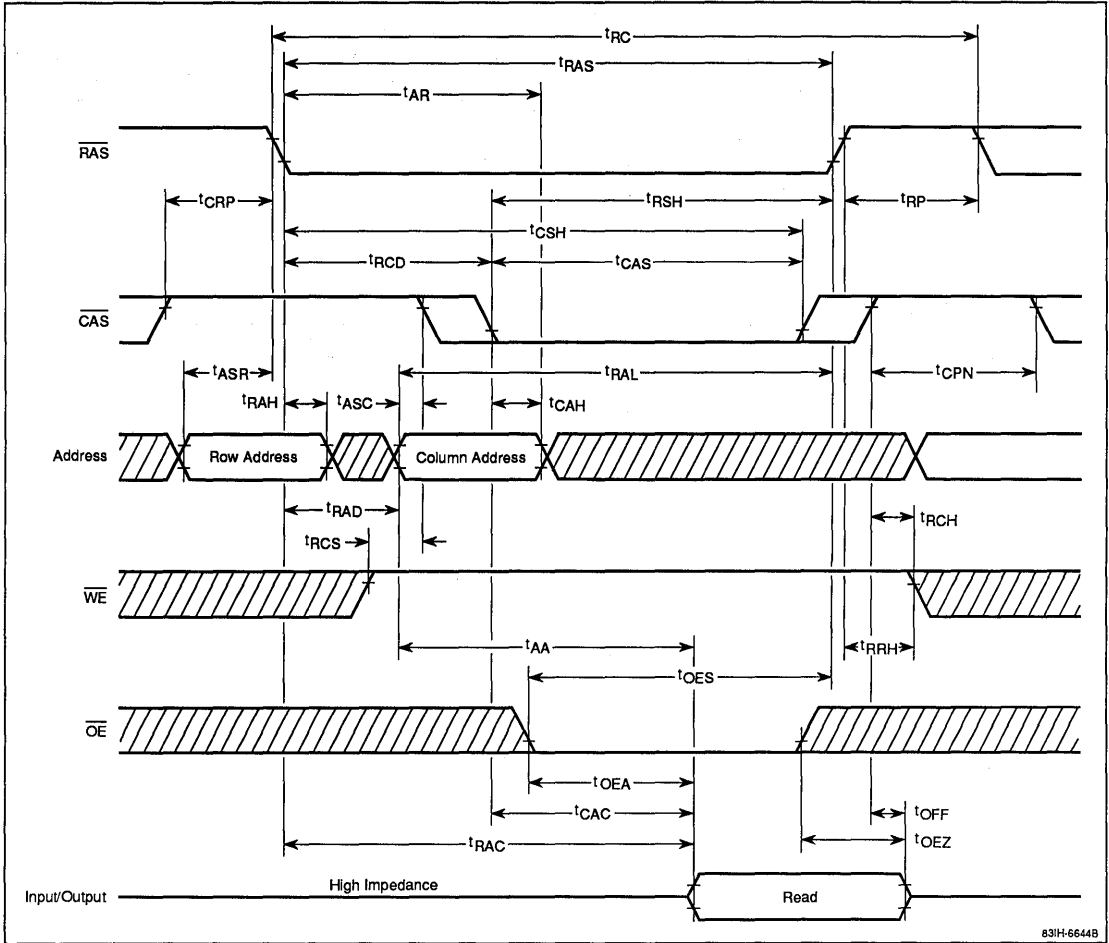 tRC
tRAS
tAR
RAS
tCRP
tRSH
tRP
tCSH
tRCD
tCAS
CAS
tASR
tRAL
tCPN
tRAH
tASC
tCAH
Address
Row Address
Column Address
tRAD
tRCH
tRCS
WE
tAA
tRRH
tOES
OE
tOEA
tCAC
tOFF
tRAC
tOEZ
High Impedance
Input/Output
Read
83IH-6644B